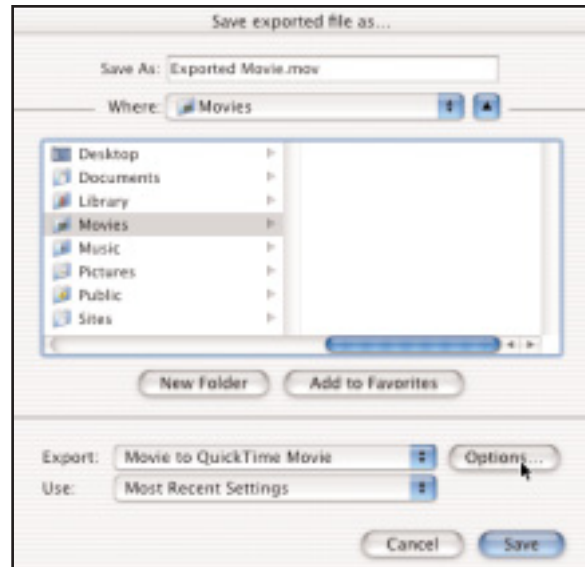 Save exported file as...
Save As: Exported Movie.mov
Where: Movies
Desktop
Documents
Library
Movies
Music
Pictures
Public
Sites
New Folder Add to Favorites
Export: Movie to QuickTime Movie Options...
Use: Most Recent Settings
Cancel Save